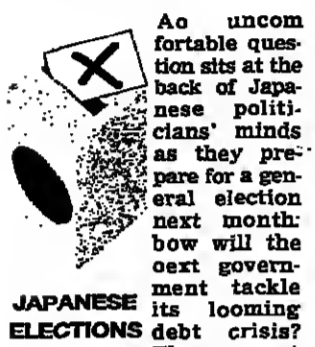 Ao uncom
fortable ques-
tion sits at the
back of Japa-
nese politi-
cians' minds
as they pre-
pare for a gen-
eral election
next month:
bow will the
oext govern-
ment tackle
its looming
debt crisis?
JAPANESE
ELECTIONS